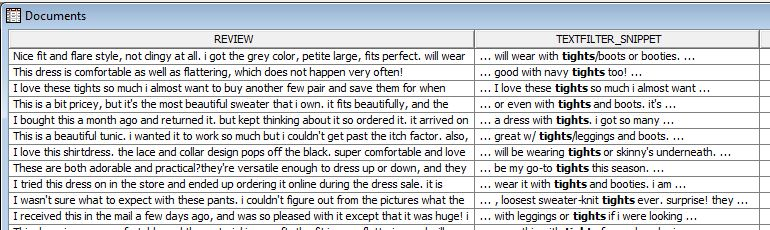 Documents
REVIEW TEXTFILTER_SNIPPET
Nice fit and flare style, not clingy at all. i got the grey color, petite large, fits perfect. will wear ... will wear with tights/boots or booties. ...
This dress is comfortable as well as flattering, which does not happen very often! ... good with navy tights too! ...
I love these tights so much i almost want to buy another few pair and save them for when ... I love these tights so much i almost want ...
This is a bit pricey, but it's the most beautiful sweater that i own. it fits beautifully, and the ... or even with tights and boots. it's ...
I bought this a month ago and returned it. but kept thinking about it so ordered it. it arrived on ... a dress with tights. i got so many ...
This is a beautiful tunic. i wanted it to work so much but i couldn't get past the itch factor. also, ... great w/ tights/leggings and boots. ...
I love this shirtdress. the lace and collar design pops off the black. super comfortable and love ... will be wearing tights or skinny's underneath. ...
These are both adorable and practical?they're versatile enough to dress up or down, and they ... be my go-to tights this season. ...
I tried this dress on in the store and ended up ordering it online during the dress sale. it is ... wear it with tights and booties. i am ...
I wasn't sure what to expect with these pants. i couldn't figure out from the pictures what the ... , loosest sweater-knit tights ever. surprise! they ...
I received this in the mail a few days ago, and was so pleased with it except that it was huge! i ... with leggings or tights if i were looking ...